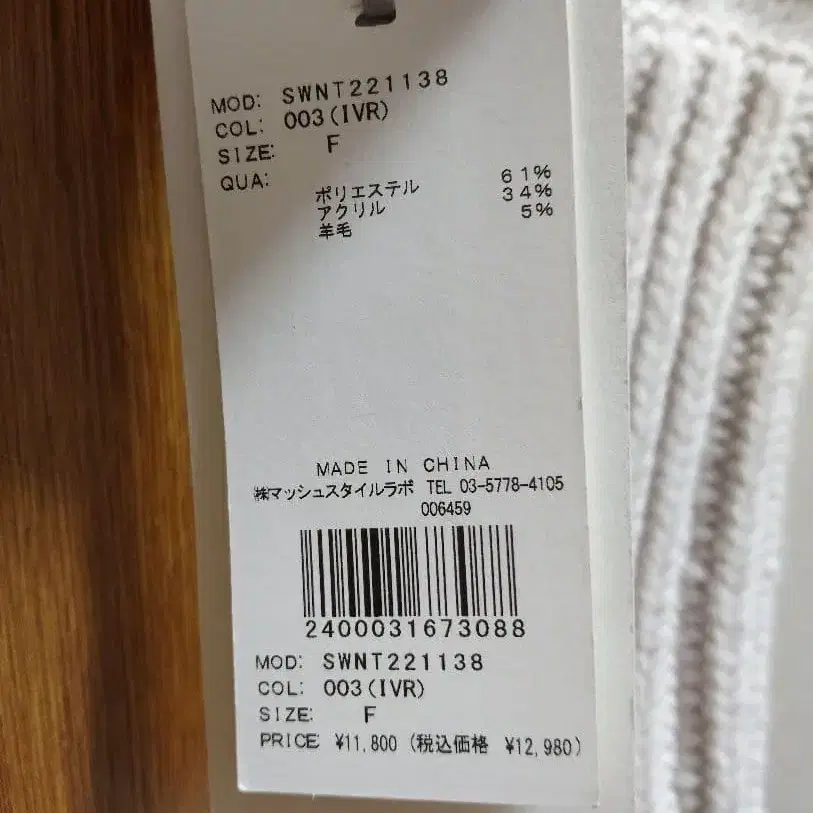 MOD: SWNT221138
COL: 003(IVR)
SIZE: F
QUA:
ポリエステル 61%
アクリル 34%
羊毛 5%
MADE IN CHINA
㈱マッシュスタイルラボ TEL 03-5778-4105
006459
2400031673088
MOD: SWNT221138
COL: 003(IVR)
SIZE: F
PRICE: ¥11,800 (税込価格 ¥12,980)